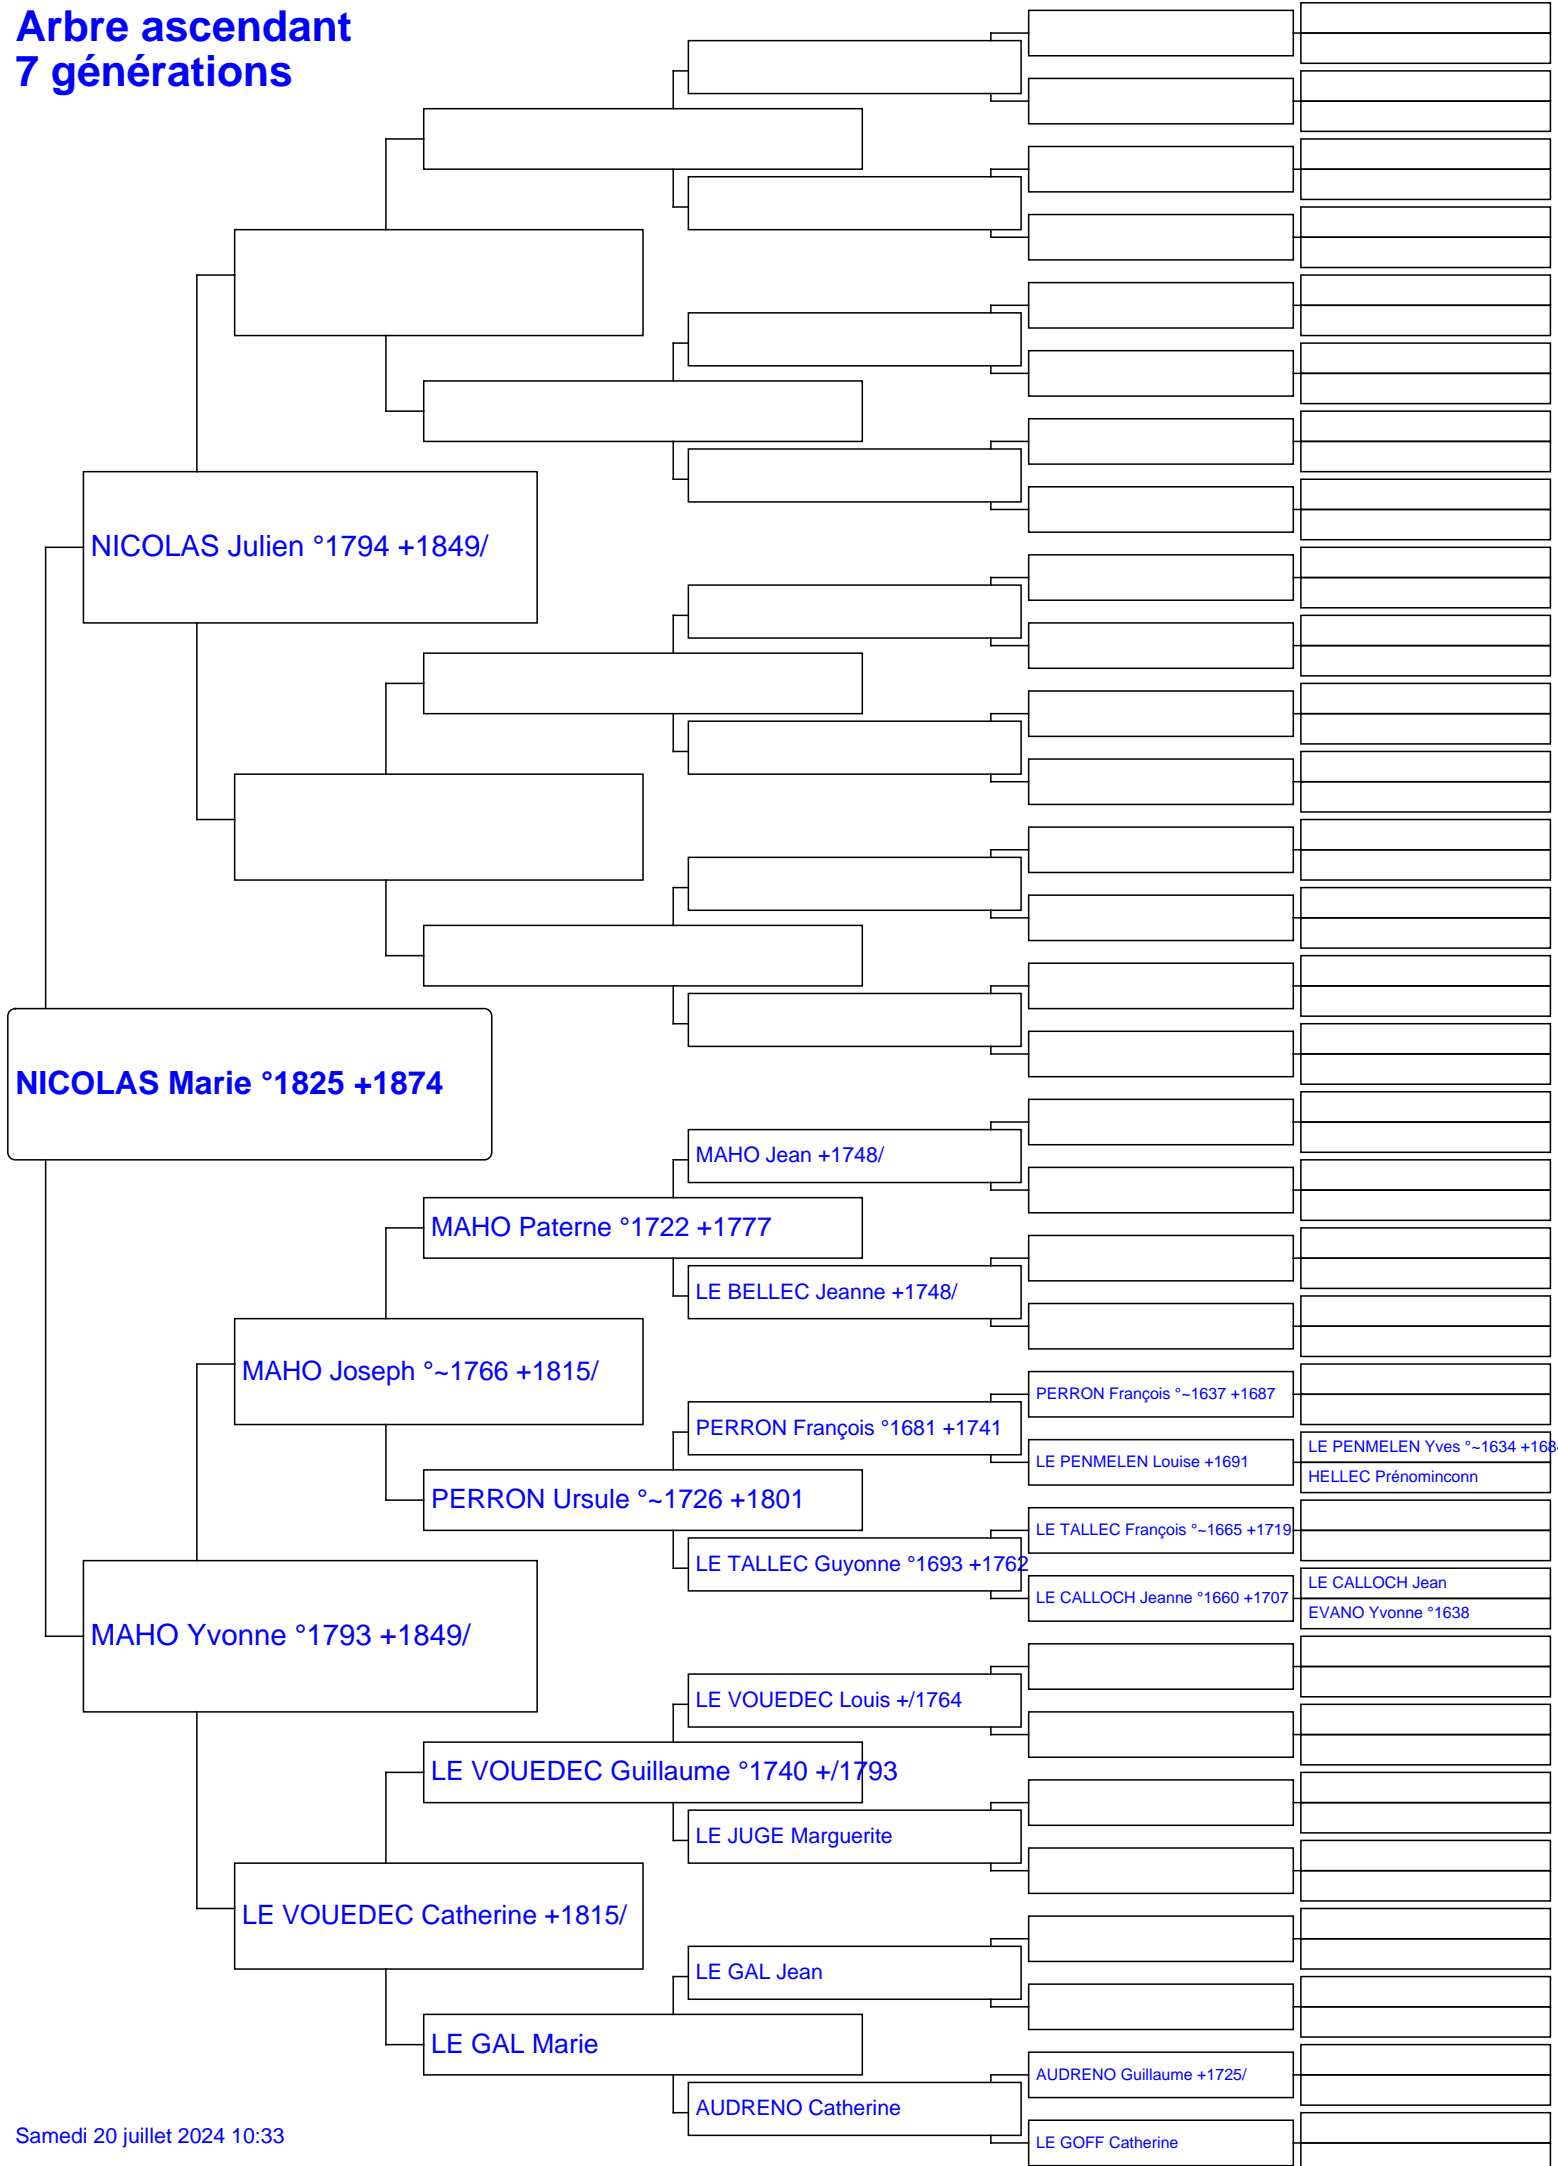 Arbre ascendant
7 générations
NICOLAS Julien °1794 +1849/
NICOLAS Marie °1825 +1874
MAHO Jean +1748/
MAHO Paterne °1722 +1777
LE BELLEC Jeanne +1748/
MAHO Joseph °~1766 +1815/
PERRON François °~1637 +1687
PERRON François °1681 +1741
LE PENMELEN Yves °~1634 +168
LE PENMELEN Louise +1691
HELLEC Prénominconn
PERRON Ursule °~1726 +1801
LE TALLEC François °~1665 +1719
LE TALLEC Guyonne °1693 +1762
LE CALLOCH Jean
LE CALLOCH Jeanne °1660 +1707
EVANO Yvonne °1638
MAHO Yvonne °1793 +1849/
LE VOUEDEC Louis +/1764
LE VOUEDEC Guillaume °1740 +/1793
LE JUGE Marguerite
LE VOUEDEC Catherine +1815/
LE GAL Jean
LE GAL Marie
AUDRENO Guillaume +1725/
AUDRENO Catherine
LE GOFF Catherine
Samedi 20 juillet 2024 10:33